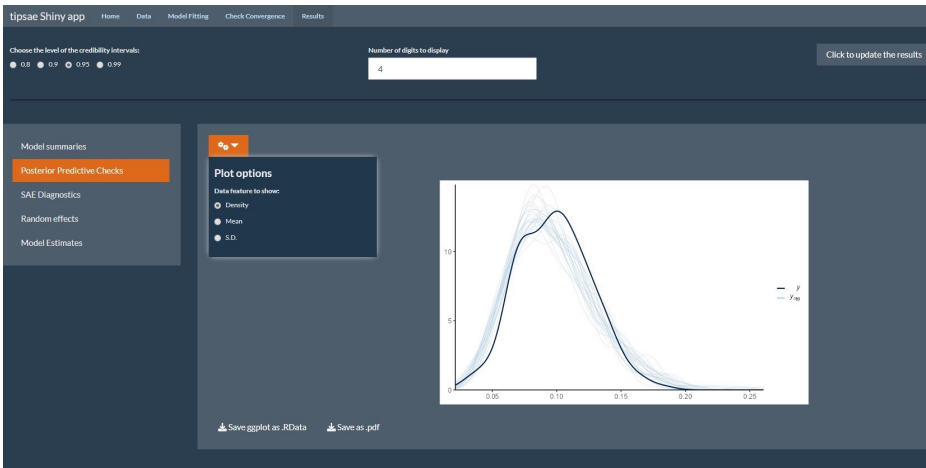 tipsae Shiny app Home Data Model Fitting Check Convergence Results
Choose the level of the credibility intervals:
0.8 0.9 0.95 0.99
Number of digits to display
4
Click to update the results
Model summaries
Posterior Predictive Checks
SAE Diagnostics
Random effects
Model Estimates
Plot options
Data feature to show:
Density
Mean
S.D.
10
5
0
0.05 0.10 0.15 0.20 0.25
y
y rep
Save ggplot as .RData Save as .pdf